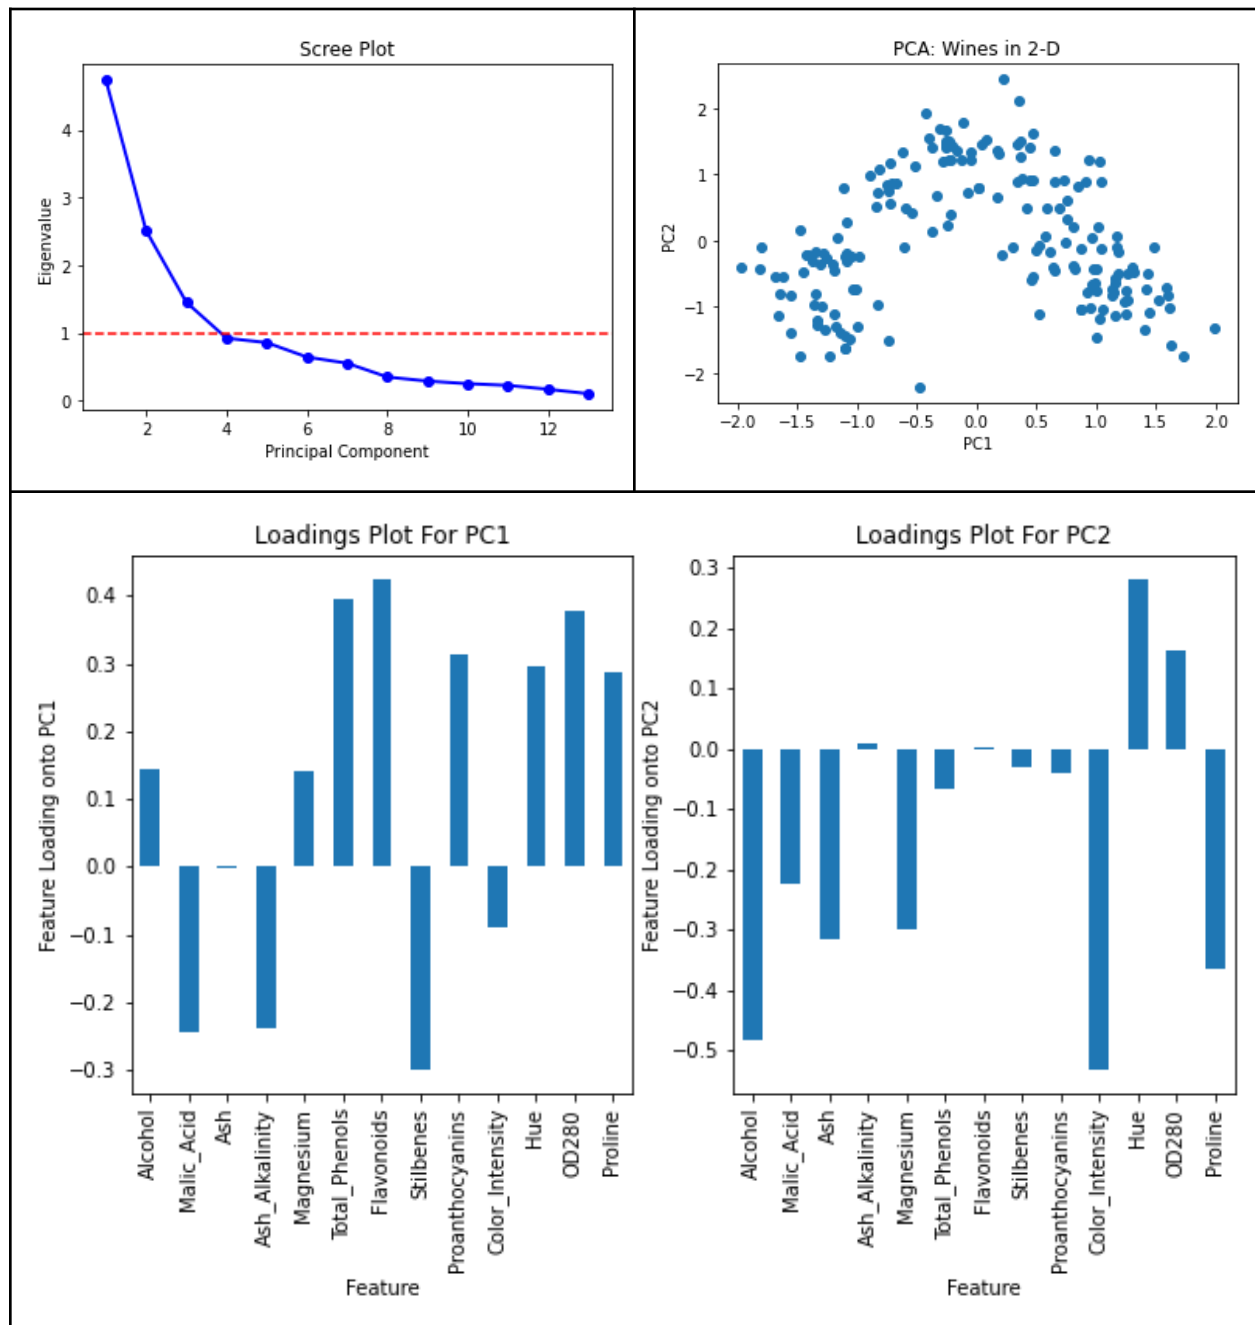 Scree Plot
Eigenvalue
4
3
2
1
0
2 4 6 8 10 12
Principal Component
PCA: Wines in 2-D
PC2
2
1
0
−1
−2
−2.0 −1.5 −1.0 −0.5 0.0 0.5 1.0 1.5 2.0
PC1
Loadings Plot For PC1
Feature Loading onto PC1
0.4
0.3
0.2
0.1
0.0
−0.1
−0.2
−0.3
Alcohol
Malic_Acid
Ash
Ash_Alkalinity
Magnesium
Total_Phenols
Flavonoids
Stilbenes
Proanthocyanins
Color_Intensity
Hue
OD280
Proline
Feature
Loadings Plot For PC2
Feature Loading onto PC2
0.3
0.2
0.1
0.0
−0.1
−0.2
−0.3
−0.4
−0.5
Alcohol
Malic_Acid
Ash
Ash_Alkalinity
Magnesium
Total_Phenols
Flavonoids
Stilbenes
Proanthocyanins
Color_Intensity
Hue
OD280
Proline
Feature